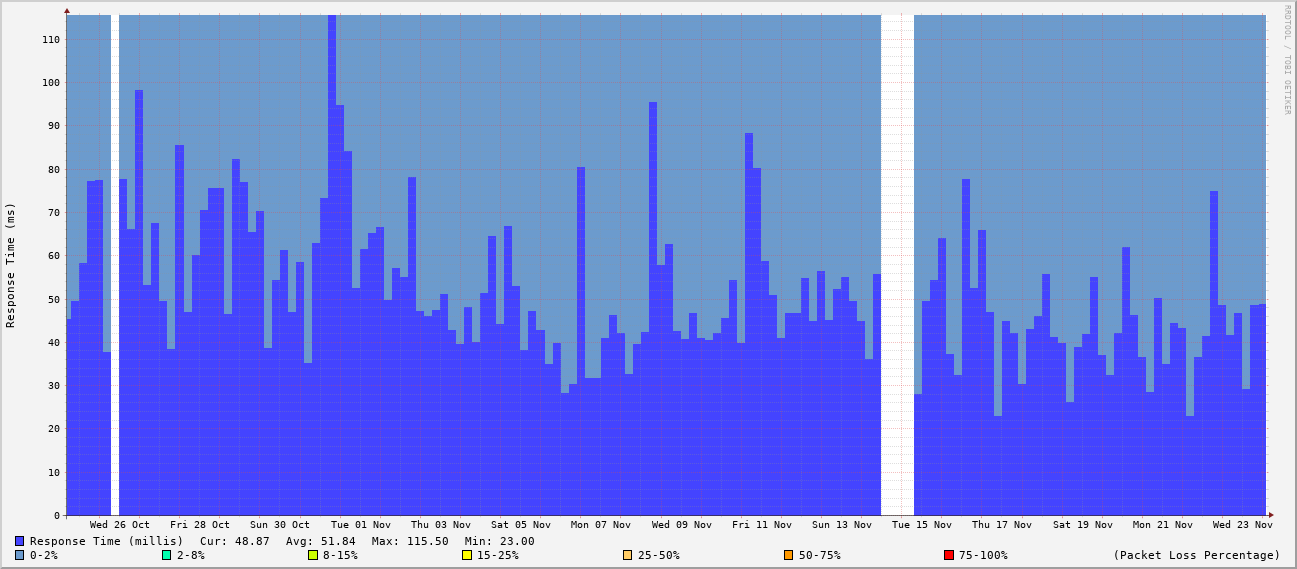 RRDTOOL / TOBI OETIKER
Response Time (ms)
110
100
90
80
70
60
50
40
30
20
10
0
Wed 26 Oct Fri 28 Oct Sun 30 Oct Tue 01 Nov Thu 03 Nov Sat 05 Nov Mon 07 Nov Wed 09 Nov Fri 11 Nov Sun 13 Nov Tue 15 Nov Thu 17 Nov Sat 19 Nov Mon 21 Nov Wed 23 Nov
Response Time (millis) Cur: 48.87 Avg: 51.84 Max: 115.50 Min: 23.00
0-2% 2-8% 8-15% 15-25% 25-50% 50-75% 75-100% (Packet Loss Percentage)